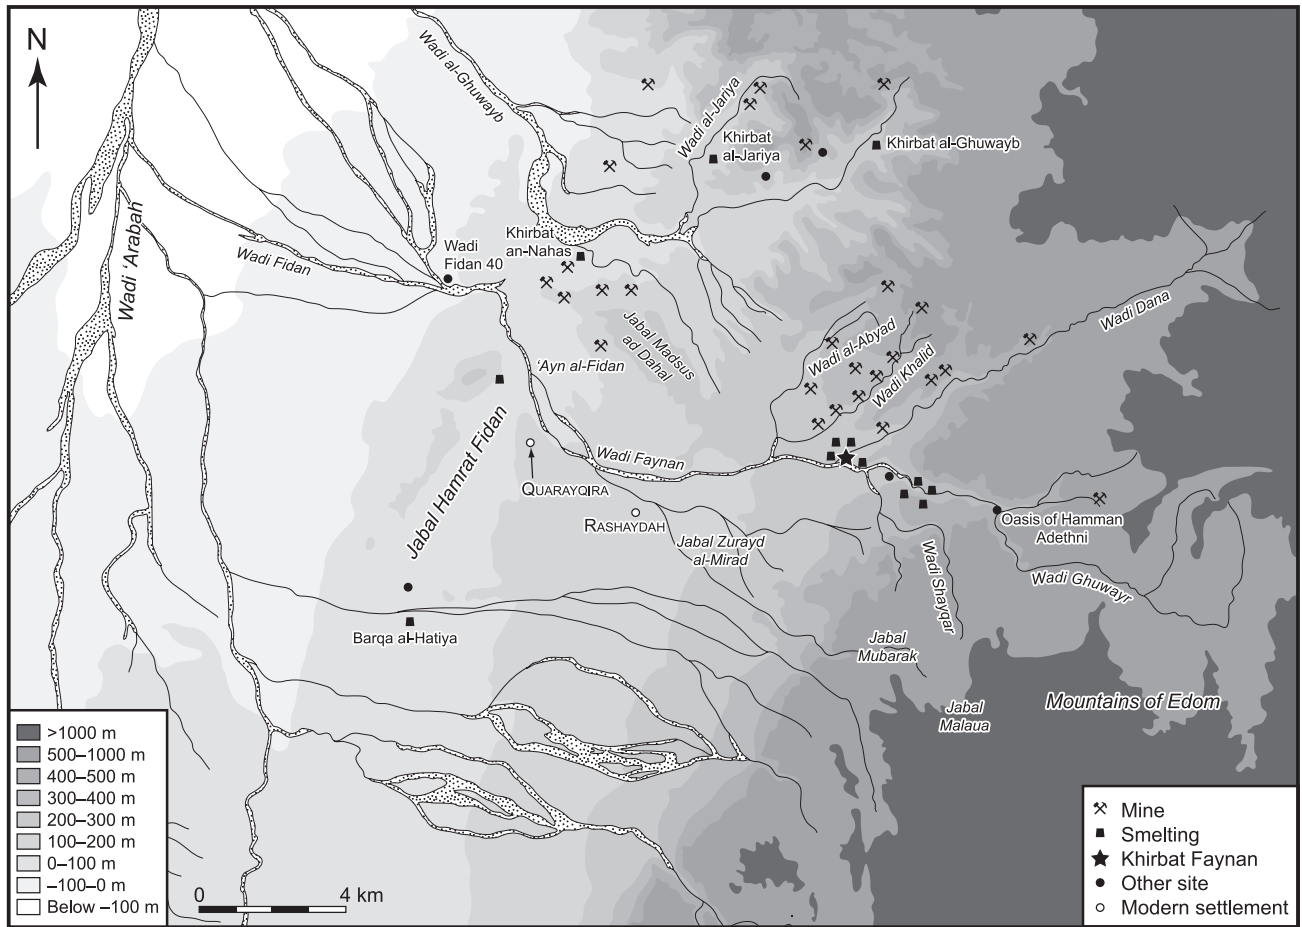 N
Wadi al-Ghuwayb
Wadi al-Jariya
Khirbat
al-Jariya
Khirbat al-Ghuwayb
Wadi 'Arabah
Wadi Fidan
Wadi
Fidan 40
Khirbat
an-Nahas
Jabal Madsus
ad Dahal
'Ayn al-Fidan
Wadi al-Abyad
Wadi Khalid
Wadi Dana
Jabal Hamrat Fidan
Wadi Faynan
QUARAYQIRA
RASHAYDAH
Jabal Zurayd
al-Mirad
Oasis of Hamman
Adethni
Wadi Shayqar
Wadi Ghuwayr
Barqa al-Hatiya
Jabal
Mubarak
Jabal
Malaua
Mountains of Edom
>1000 m
500–1000 m
400–500 m
300–400 m
200–300 m
100–200 m
0–100 m
–100–0 m
Below –100 m
0 4 km
Mine
Smelting
Khirbat Faynan
Other site
Modern settlement